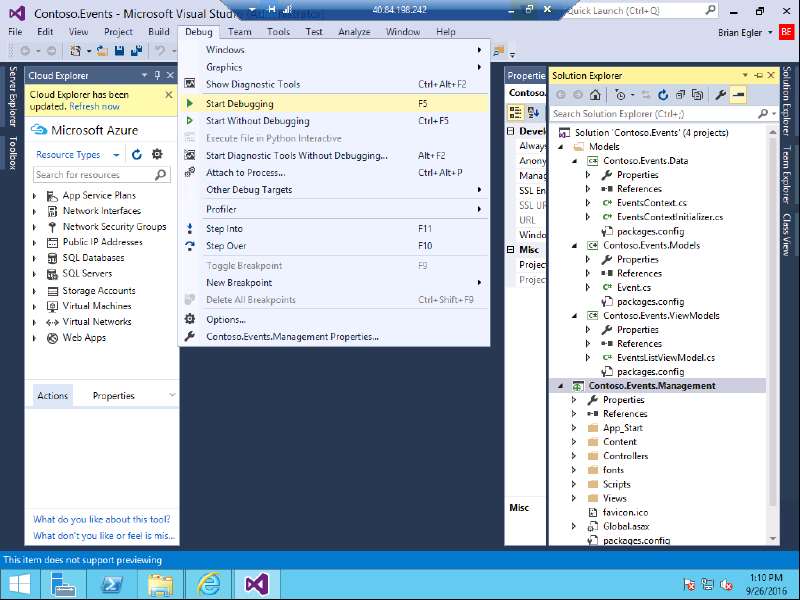 Contoso.Events - Microsoft Visual Stud
40.84.198.242
Quick Launch (Ctrl+Q)
File Edit View Project Build Debug Team Tools Test Analyze Window Help
Brian Egler
BE
Server Explorer
Toolbox
Cloud Explorer
Cloud Explorer has been
updated. Refresh now
Microsoft Azure
Resource Types
Search for resources
App Service Plans
Network Interfaces
Network Security Groups
Public IP Addresses
SQL Databases
SQL Servers
Storage Accounts
Virtual Machines
Virtual Networks
Web Apps
Actions Properties
What do you like about this tool?
What don't you like or feel is mis...
Windows
Graphics
Show Diagnostic Tools Ctrl+Alt+F2
Start Debugging F5
Start Without Debugging Ctrl+F5
Execute File in Python Interactive
Start Diagnostic Tools Without Debugging... Alt+F2
Attach to Process... Ctrl+Alt+P
Other Debug Targets
Profiler
Step Into F11
Step Over F10
Toggle Breakpoint F9
New Breakpoint
Delete All Breakpoints Ctrl+Shift+F9
Options...
Contoso.Events.Management Properties...
Propertie
Contoso.
Devel
Always
Anony
Manag
SSL En
SSL UR
URL
Windo
Misc
Project
Project
Misc
Solution Explorer
Search Solution Explorer (Ctrl+;)
Solution 'Contoso.Events' (4 projects)
Models
Contoso.Events.Data
Properties
References
EventsContext.cs
EventsContextInitializer.cs
packages.config
Contoso.Events.Models
Properties
References
Event.cs
packages.config
Contoso.Events.ViewModels
Properties
References
EventsListViewModel.cs
packages.config
Contoso.Events.Management
Properties
References
App_Start
Content
Controllers
fonts
Scripts
Views
favicon.ico
Global.asax
packages.config
Solution Explorer
Team Explorer
Class View
This item does not support previewing
1:10 PM
9/26/2016